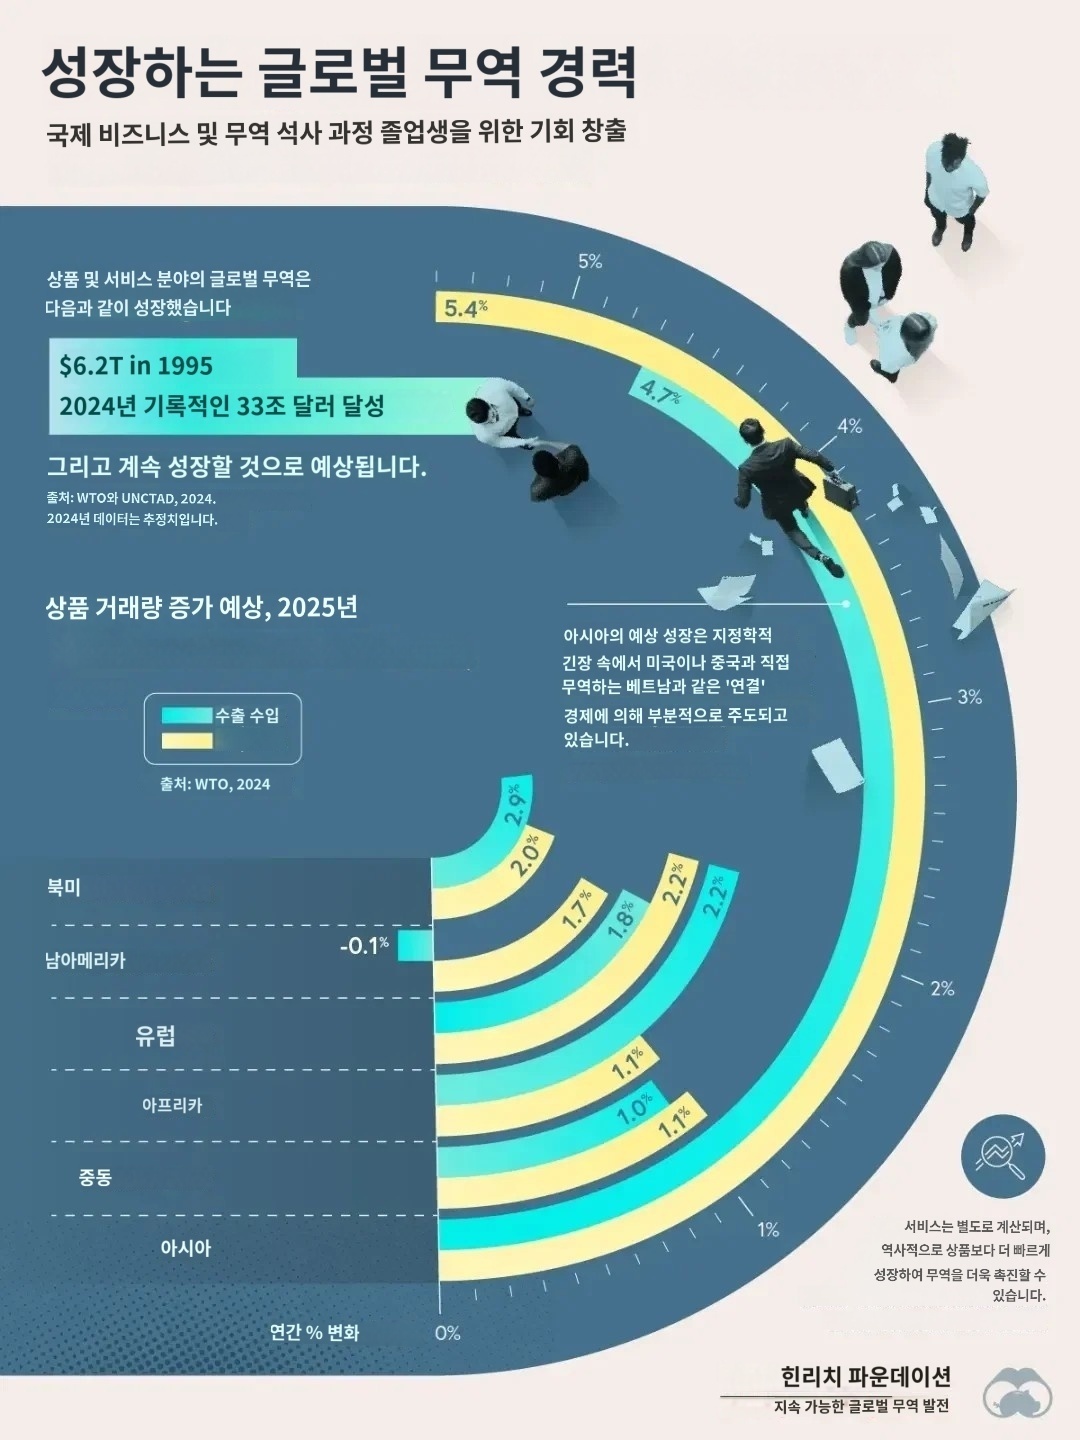 성장하는 글로벌 무역 경력
국제 비즈니스 및 무역 석사 과정 졸업생을 위한 기회 창출
상품 및 서비스 분야의 글로벌 무역은
다음과 같이 성장했습니다
$6.2T in 1995
2024년 기록적인 33조 달러 달성
그리고 계속 성장할 것으로 예상됩니다.
출처: WTO와 UNCTAD, 2024.
2024년 데이터는 추정치입니다.
상품 거래량 증가 예상, 2025년
수출 수입
출처: WTO, 2024
5%
5.4%
4.7%
4%
아시아의 예상 성장은 지정학적
긴장 속에서 미국이나 중국과 직접
무역하는 베트남과 같은 '연결'
경제에 의해 부분적으로 주도되고
있습니다.
3%
2.9%
2.0%
북미
1.7%
-0.1%
남아메리카
1.8%
2.2%
유럽
2.2%
1.1%
아프리카
2%
1.0%
1.1%
중동
아시아
1%
연간 % 변화
0%
서비스는 별도로 계산되며,
역사적으로 상품보다 더 빠르게
성장하여 무역을 더욱 촉진할 수
있습니다.
힌리치 파운데이션
지속 가능한 글로벌 무역 발전